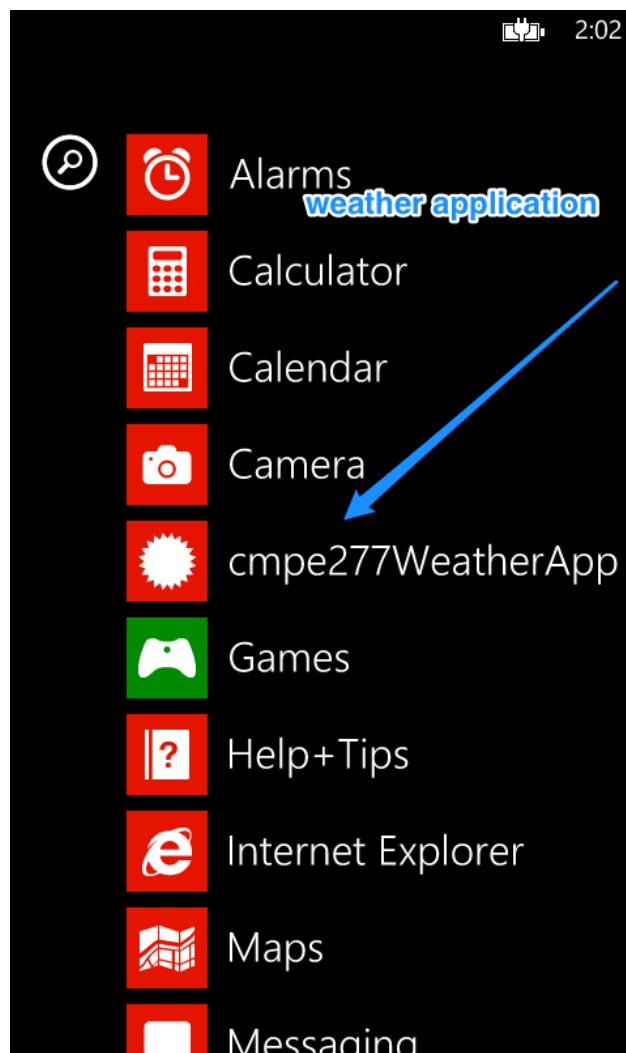 2:02
Alarms
weather application
Calculator
Calendar
Camera
cmpe277WeatherApp
Games
?
Help+Tips
Internet Explorer
Maps
Messaging